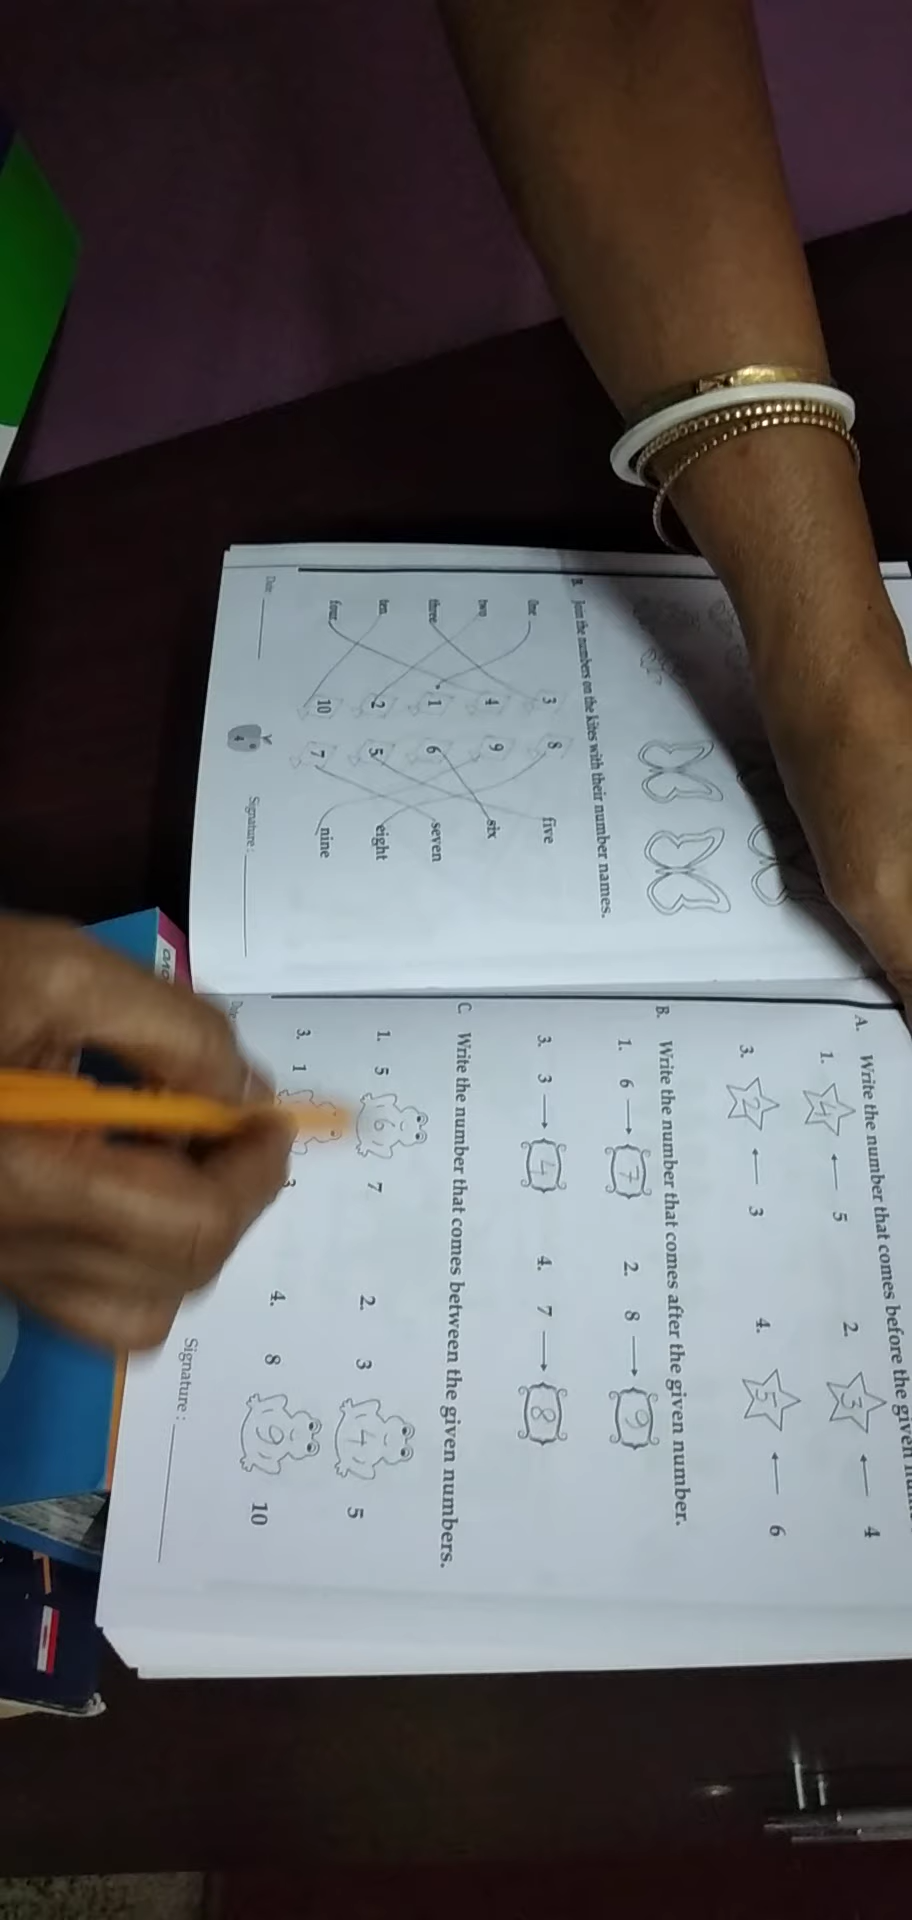 B. Join the numbers on the kites with their number names.
One 3 8 five
two 4 9 six
three 1 6 seven
ten 2 5 eight
four 10 7 nine
Date: 4 Signature :
A. Write the number that comes before the given
1. 4 ← 5 2. 3 ← 4
3. 2 ← 3 4. 5 ← 6
B. Write the number that comes after the given number.
1. 6 → 7 2. 8 → 9
3. 3 → 4 4. 7 → 8
C. Write the number that comes between the given numbers.
1. 5 6 7 2. 3 4 5
3. 1 3 4. 8 9 10
Date: Signature :